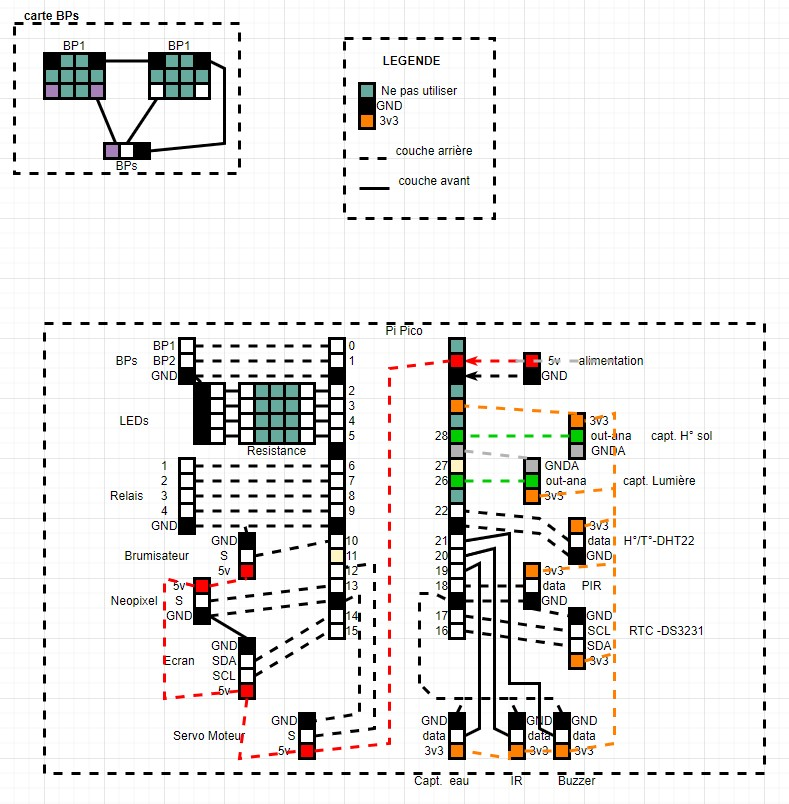 carte BPs
BP1 BP1
BPs
LEGENDE
Ne pas utiliser
GND
3v3
couche arrière
couche avant
Pi Pico
BPs
BP1
BP2
GND
0
1
LEDs
2
3
4
5
Resistance
Relais
1
2
3
4
GND
6
7
8
9
Brumisateur
GND
S
5v
10
11
12
13
14
15
Neopixel
5v
S
GND
Ecran
GND
SDA
SCL
5v
Servo Moteur
GND
S
5v
5v alimentation
GND
28
27
26
22
21
20
19
18
17
16
3v3
out-ana capt. H° sol
GNDA
GNDA
out-ana capt. Lumière
3v3
3v3
data H°/T°-DHT22
GND
3v3
data PIR
GND
GND
SCL RTC -DS3231
SDA
3v3
GND GND GND
data data data
3v3 3v3 3v3
Capt. eau IR Buzzer